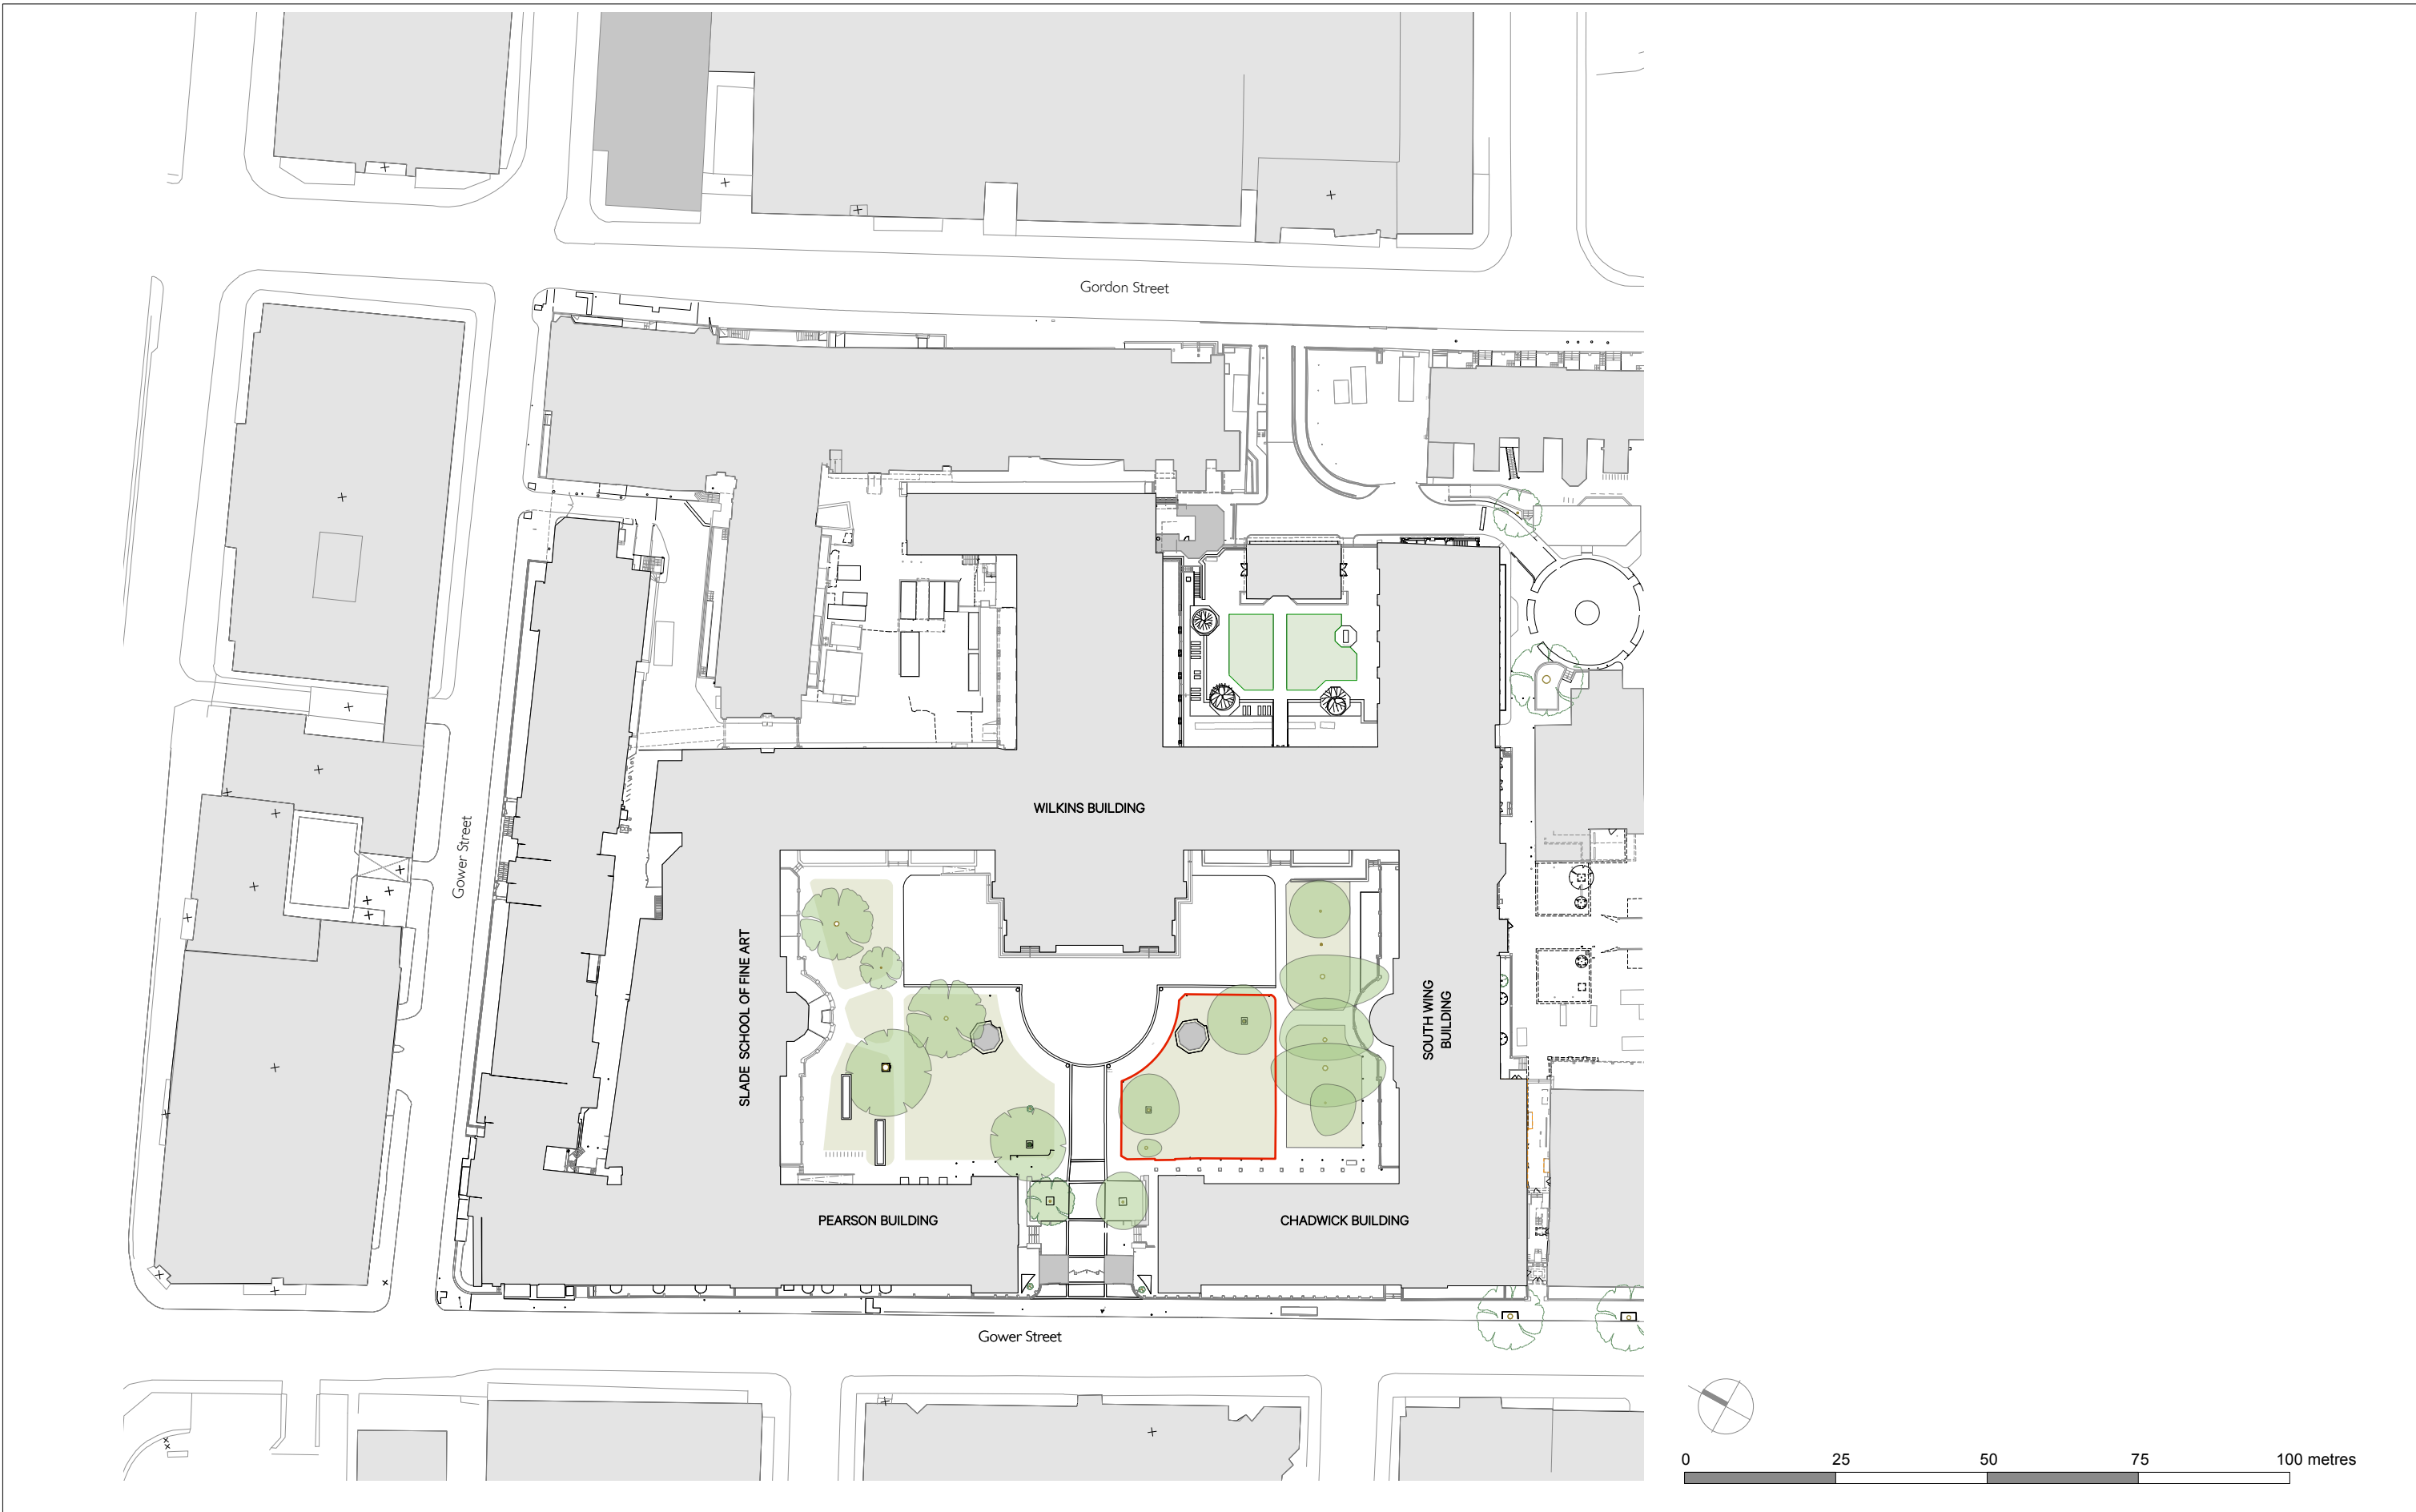 Gordon Street
WILKINS BUILDING
Gower Street
SLADE SCHOOL OF FINE ART
SOUTH WING
BUILDING
PEARSON BUILDING
CHADWICK BUILDING
Gower Street
0 25 50 75 100 metres